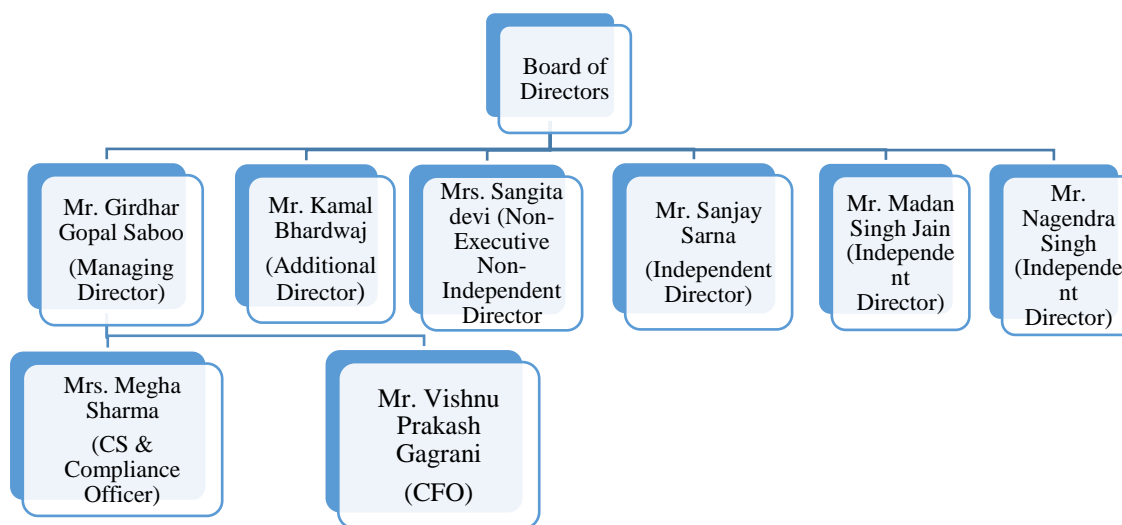 Board of
Directors
Mr. Girdhar
Gopal Saboo
(Managing
Director)
Mr. Kamal
Bhardwaj
(Additional
Director)
Mrs. Sangita
devi (Non-
Executive
Non-
Independent
Director
Mr. Sanjay
Sarna
(Independent
Director)
Mr. Madan
Singh Jain
(Independe
nt
Director)
Mr.
Nagendra
Singh
(Independe
nt
Director)
Mrs. Megha
Sharma
(CS &
Compliance
Officer)
Mr. Vishnu
Prakash
Gagrani
(CFO)